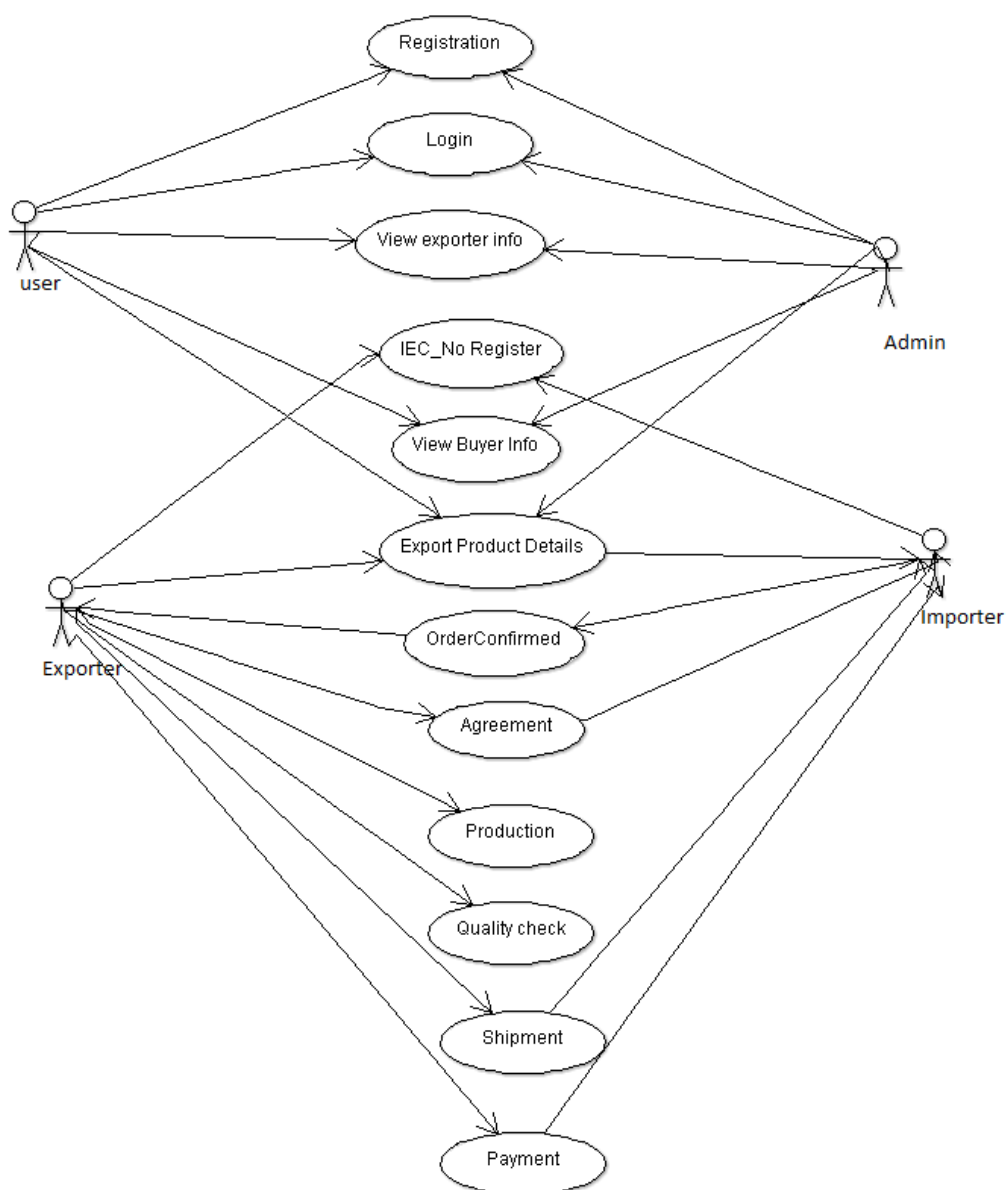 Registration
Login
View exporter info
user
Admin
IEC_No Register
View Buyer Info
Export Product Details
Importer
OrderConfirmed
Exporter
Agreement
Production
Quality check
Shipment
Payment